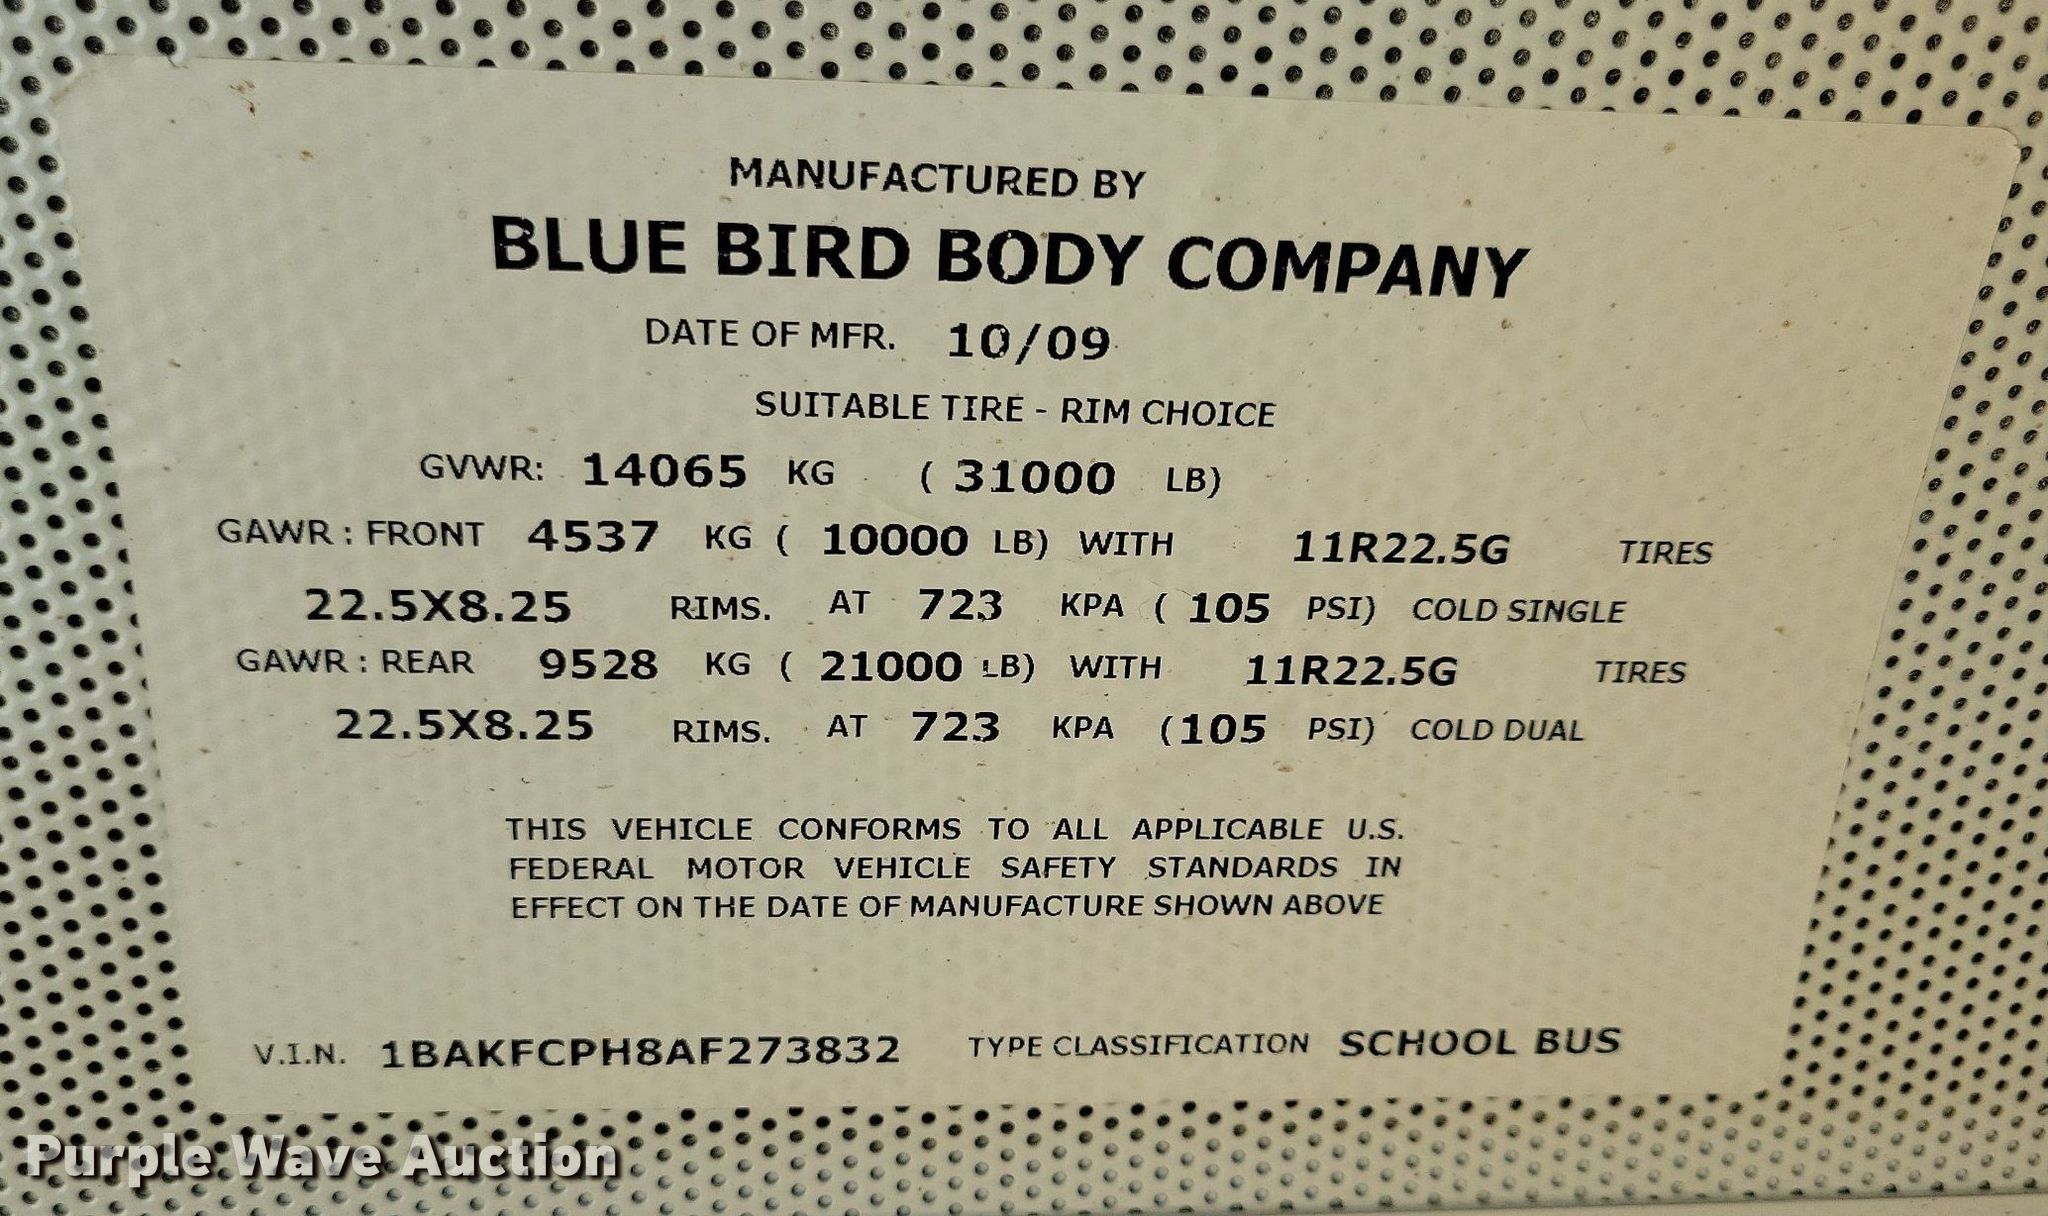 MANUFACTURED BY
BLUE BIRD BODY COMPANY
DATE OF MFR. 10/09
SUITABLE TIRE - RIM CHOICE
GVWR: 14065 KG ( 31000 LB)
GAWR : FRONT 4537 KG ( 10000 LB) WITH 11R22.5G TIRES
22.5X8.25 RIMS. AT 723 KPA ( 105 PSI) COLD SINGLE
GAWR : REAR 9528 KG ( 21000 LB) WITH 11R22.5G TIRES
22.5X8.25 RIMS. AT 723 KPA (105 PSI) COLD DUAL
THIS VEHICLE CONFORMS TO ALL APPLICABLE U.S.
FEDERAL MOTOR VEHICLE SAFETY STANDARDS IN
EFFECT ON THE DATE OF MANUFACTURE SHOWN ABOVE
V.I.N. 1BAKFCPH8AF273832 TYPE CLASSIFICATION SCHOOL BUS
Purple Wave Auction